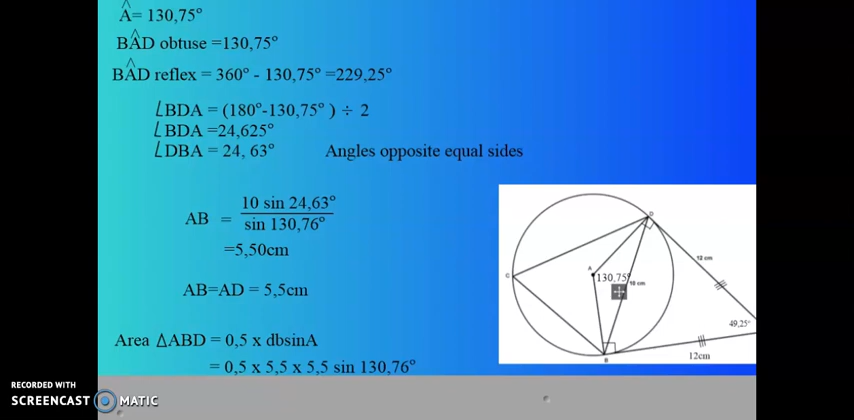 Â= 130,75°
BÂD obtuse =130,75°
BÂD reflex = 360° - 130,75° =229,25°
∠BDA = (180°-130,75° ) ÷ 2
∠BDA =24,625°
∠DBA = 24, 63° Angles opposite equal sides
AB = 10 sin 24,63° / sin 130,76°
=5,50cm
AB=AD = 5,5cm
Area △ABD = 0,5 x dbsinA
= 0,5 x 5,5 x 5,5 sin 130,76°
D
12 cm
C
A
130,75°
10 cm
49,25°
B
12cm
RECORDED WITH
SCREENCAST MATIC